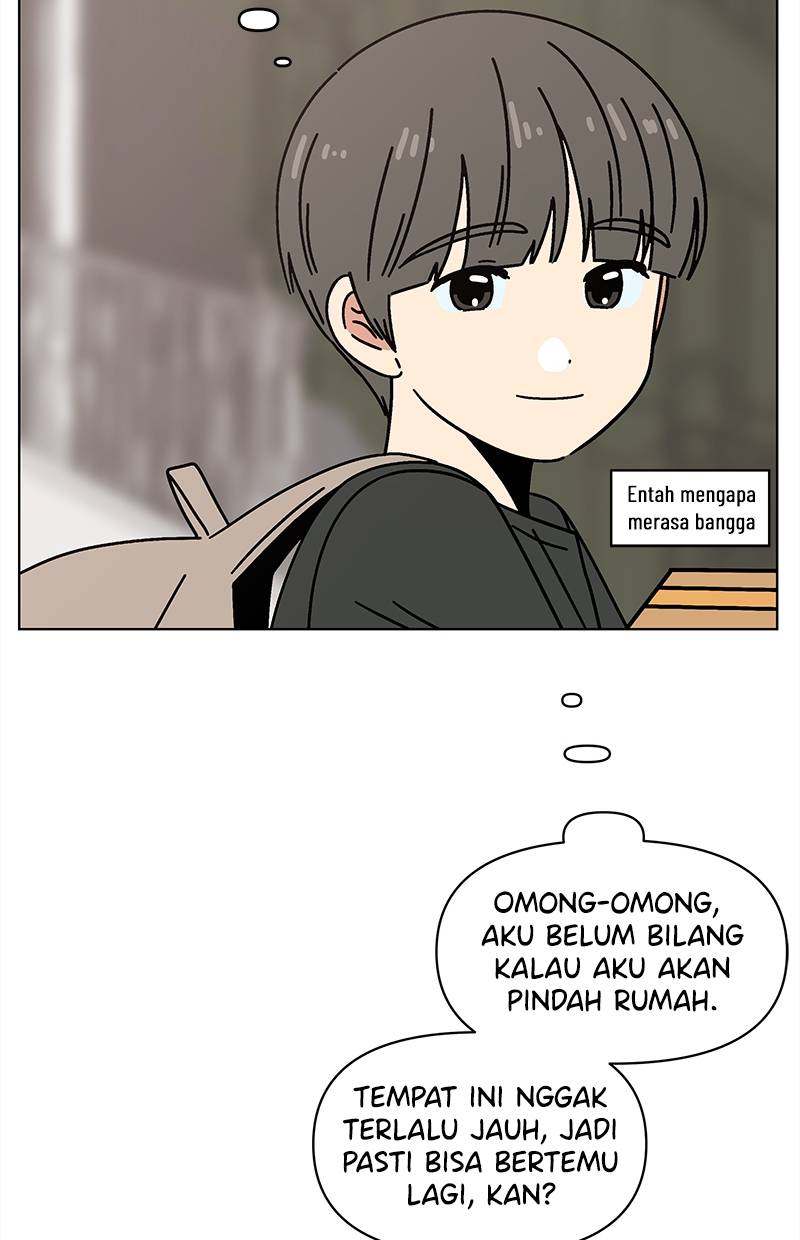 Entah mengapa
merasa bangga
OMONG-OMONG,
AKU BELUM BILANG
KALAU AKU AKAN
PINDAH RUMAH.
TEMPAT INI NGGAK
TERLALU JAUH, JADI
PASTI BISA BERTEMU
LAGI, KAN?